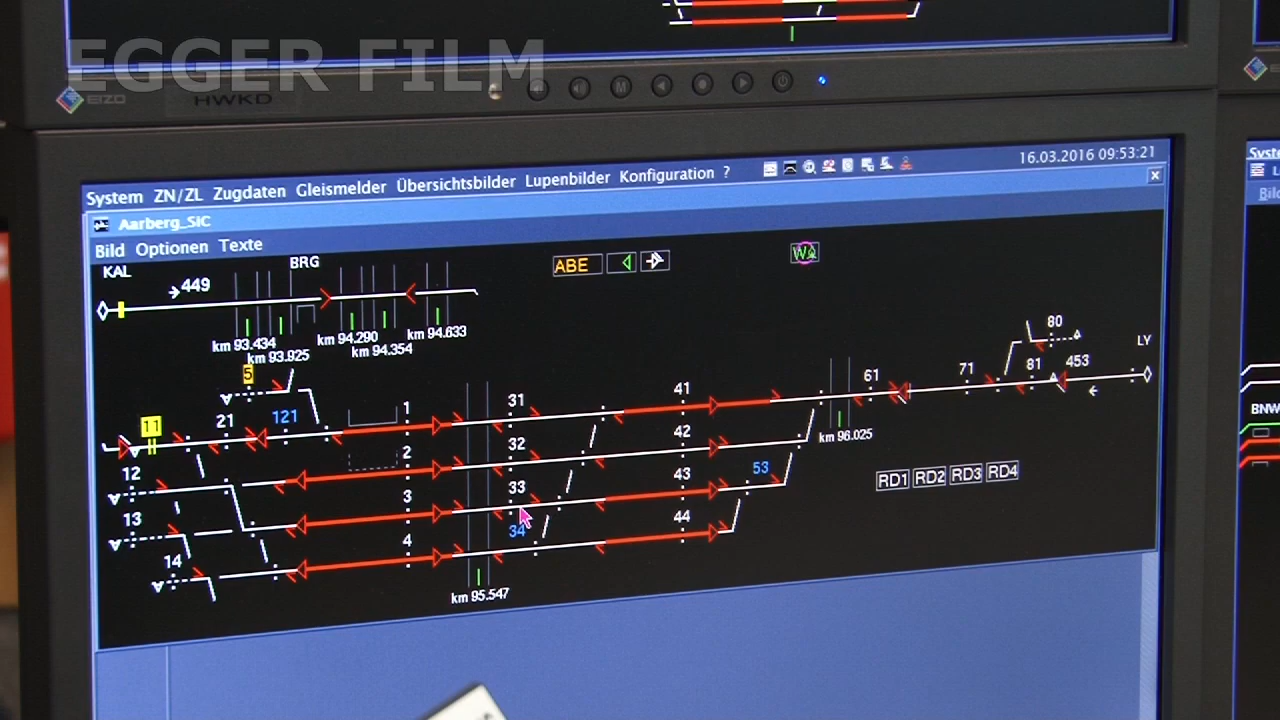 EGGER FILM
EIZO
HWKD
M
System ZN/ZL Zugdaten Gleismelder Übersichtsbilder Lupenbilder Konfiguration ?
16.03.2016 09:53:21
Syst
Aarberg_SIC
Bild Optionen Texte
KAL
449
BRG
ABE
W
km 93.434
km 93.925
km 94.290
km 94.354
km 94.633
80
LY
5
11
21
121
1
31
41
61
71
81
453
12
2
32
42
km 96.025
BNW
13
3
33
43
53
RD1 RD2 RD3 RD4
14
4
34
44
km 95.547